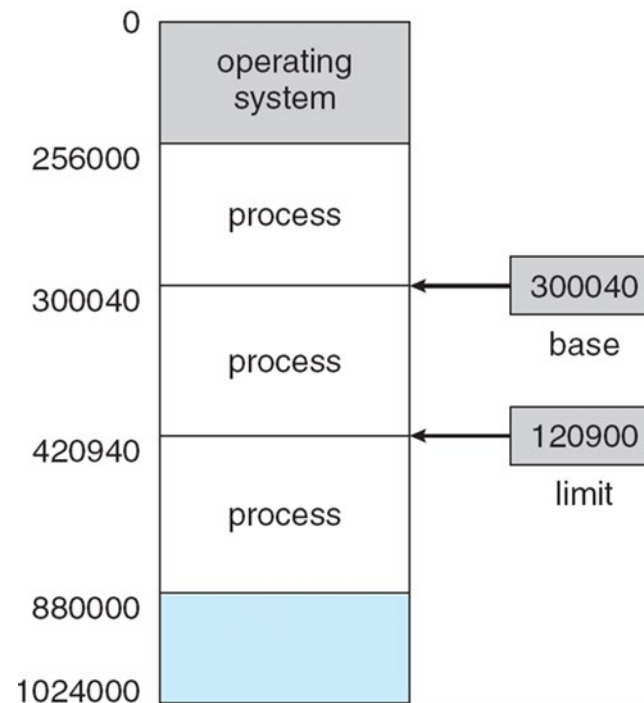 0
operating
system
256000
process
300040
300040
base
process
420940
120900
limit
process
880000
1024000